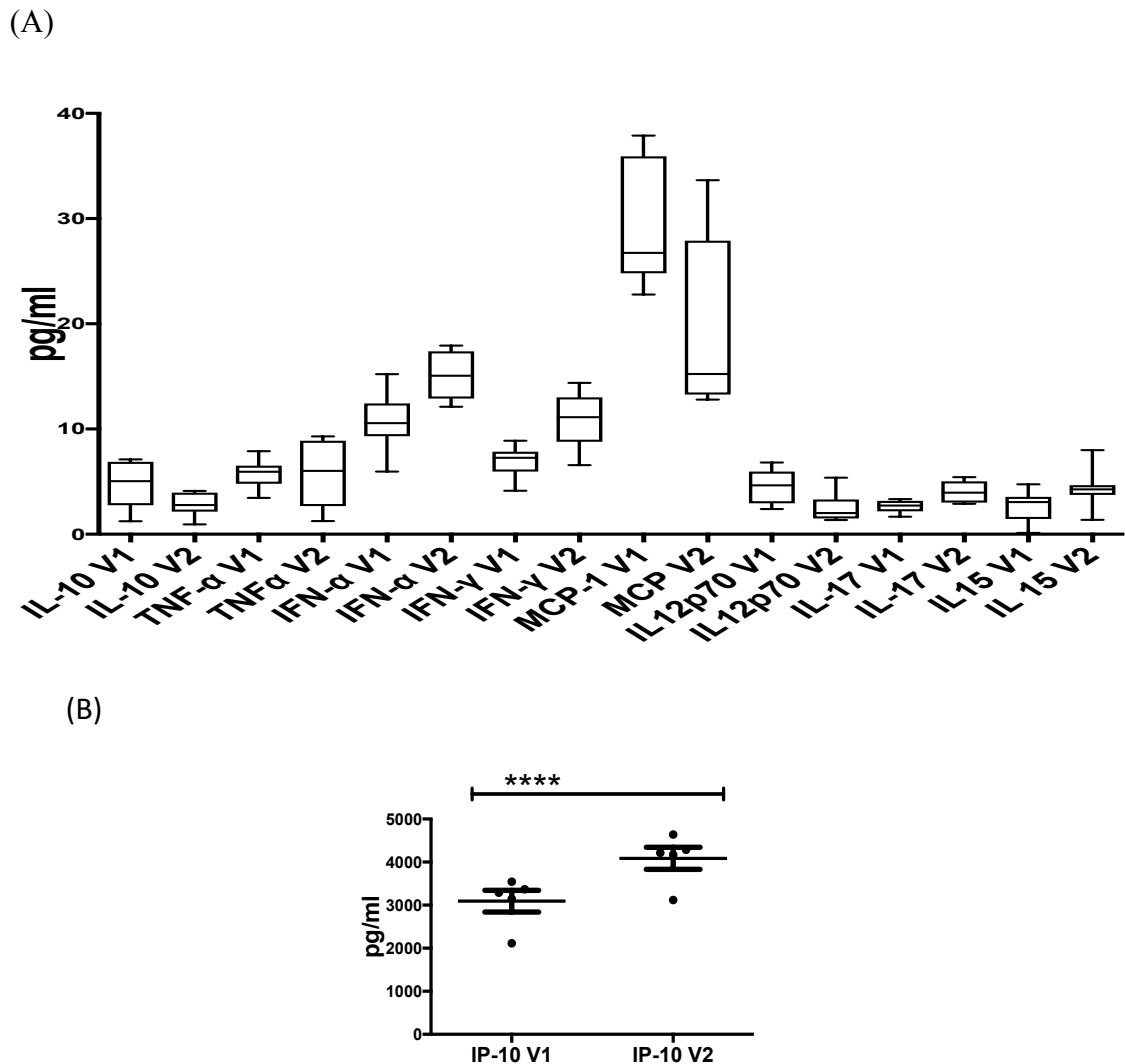 (A)
40
30
20
10
0
pg/ml
IL-10 V1
IL-10 V2
TNF-α V1
TNFα V2
IFN-α V1
IFN-α V2
IFN-γ V1
IFN-γ V2
MCP-1 V1
MCP V2
IL12p70 V1
IL12p70 V2
IL-17 V1
IL-17 V2
IL15 V1
IL 15 V2
(B)
****
5000
4000
3000
2000
1000
0
pg/ml
IP-10 V1
IP-10 V2